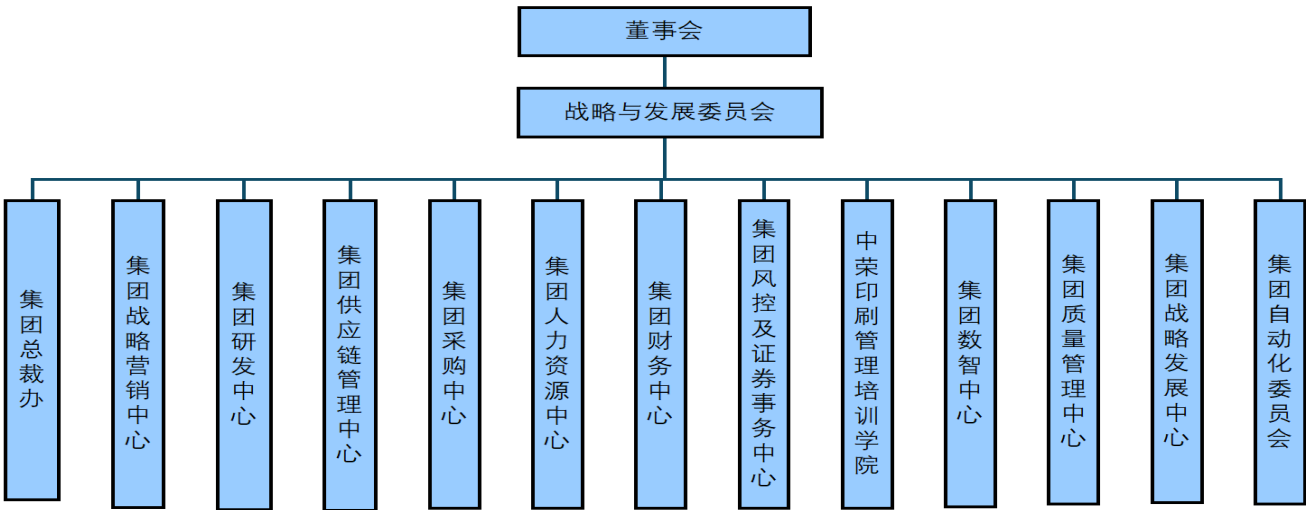 董事会
战略与发展委员会
集团总裁办
集团战略营销中心
集团研发中心
集团供应链管理中心
集团采购中心
集团人力资源中心
集团财务中心
集团风控及证券事务中心
中荣印刷管理培训学院
集团数智中心
集团质量管理中心
集团战略发展中心
集团自动化委员会